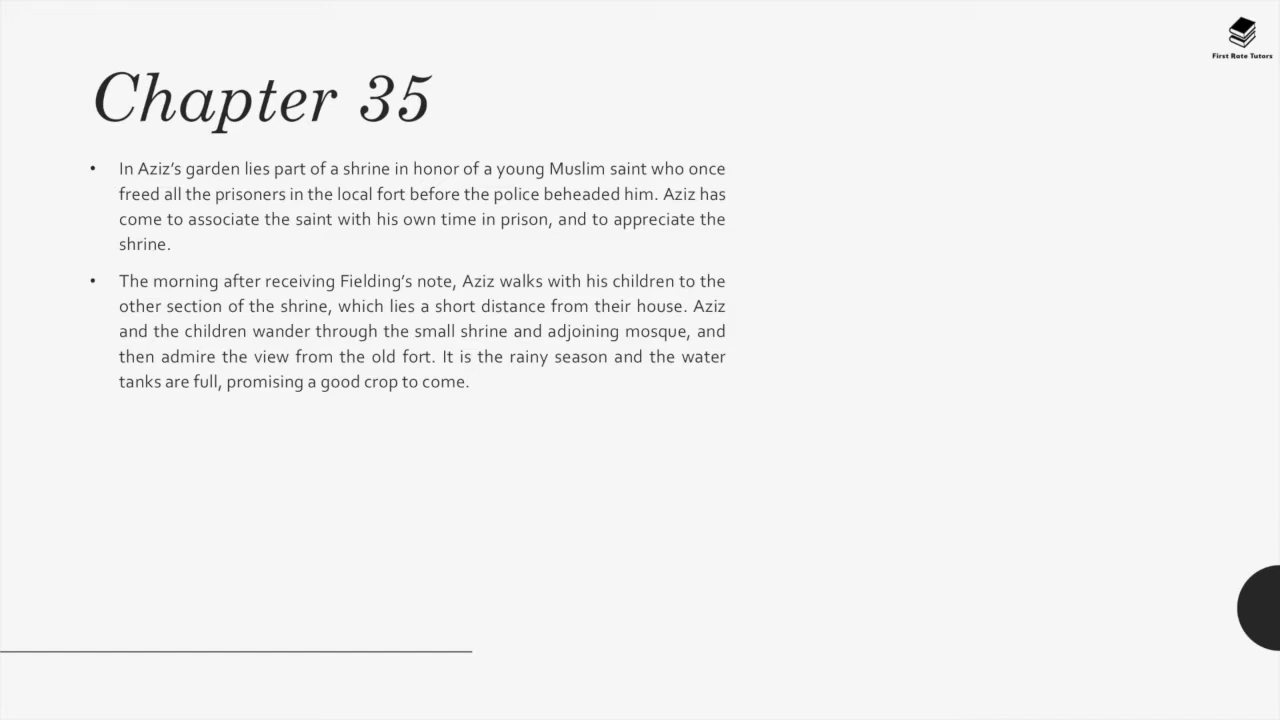 First Rate Tutors
Chapter 35
• In Aziz’s garden lies part of a shrine in honor of a young Muslim saint who once
freed all the prisoners in the local fort before the police beheaded him. Aziz has
come to associate the saint with his own time in prison, and to appreciate the
shrine.
• The morning after receiving Fielding’s note, Aziz walks with his children to the
other section of the shrine, which lies a short distance from their house. Aziz
and the children wander through the small shrine and adjoining mosque, and
then admire the view from the old fort. It is the rainy season and the water
tanks are full, promising a good crop to come.